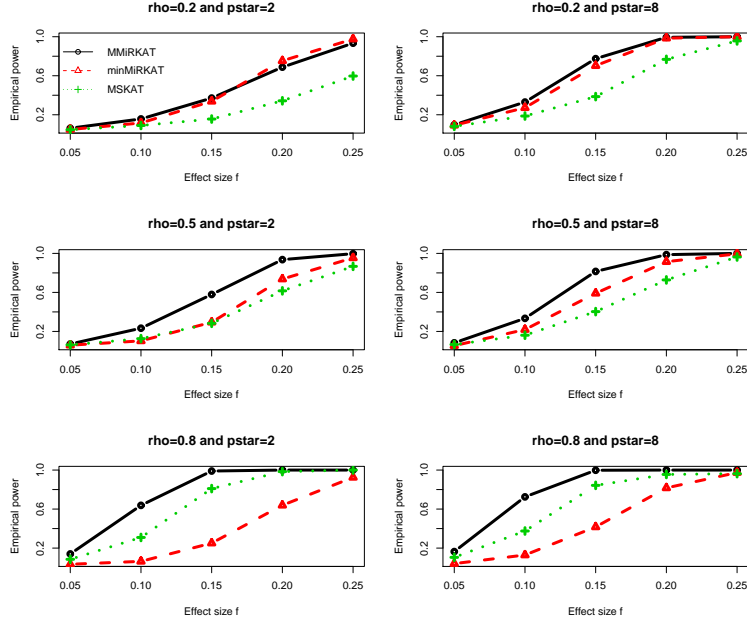 rho=0.2 and pstar=2
Empirical power
1.0
0.6
0.2
MMiRKAT
minMiRKAT
MSKAT
0.05 0.10 0.15 0.20 0.25
Effect size f
rho=0.2 and pstar=8
Empirical power
1.0
0.6
0.2
0.05 0.10 0.15 0.20 0.25
Effect size f
rho=0.5 and pstar=2
Empirical power
1.0
0.6
0.2
0.05 0.10 0.15 0.20 0.25
Effect size f
rho=0.5 and pstar=8
Empirical power
1.0
0.6
0.2
0.05 0.10 0.15 0.20 0.25
Effect size f
rho=0.8 and pstar=2
Empirical power
1.0
0.6
0.2
0.05 0.10 0.15 0.20 0.25
Effect size f
rho=0.8 and pstar=8
Empirical power
1.0
0.6
0.2
0.05 0.10 0.15 0.20 0.25
Effect size f